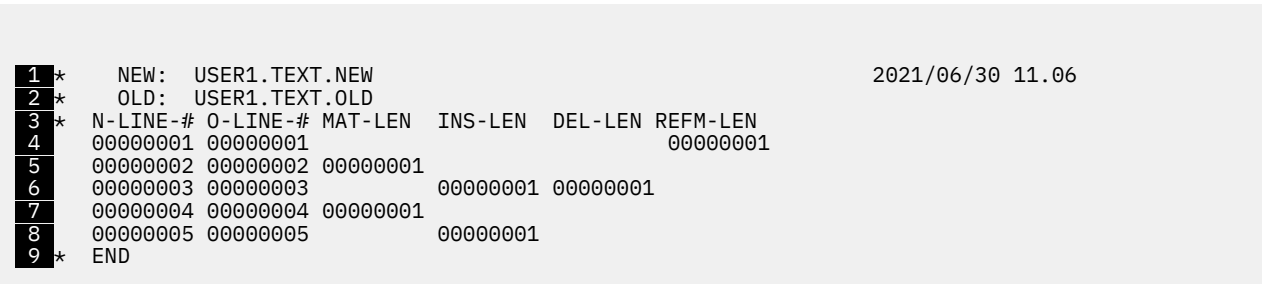 1 *     NEW:  USER1.TEXT.NEW                                       2021/06/30 11.06
2 *     OLD:  USER1.TEXT.OLD
3 *  N-LINE-# O-LINE-# MAT-LEN  INS-LEN  DEL-LEN REFM-LEN
4    00000001 00000001                            00000001
5    00000002 00000002 00000001
6    00000003 00000003          00000001 00000001
7    00000004 00000004 00000001
8    00000005 00000005          00000001
9 *  END